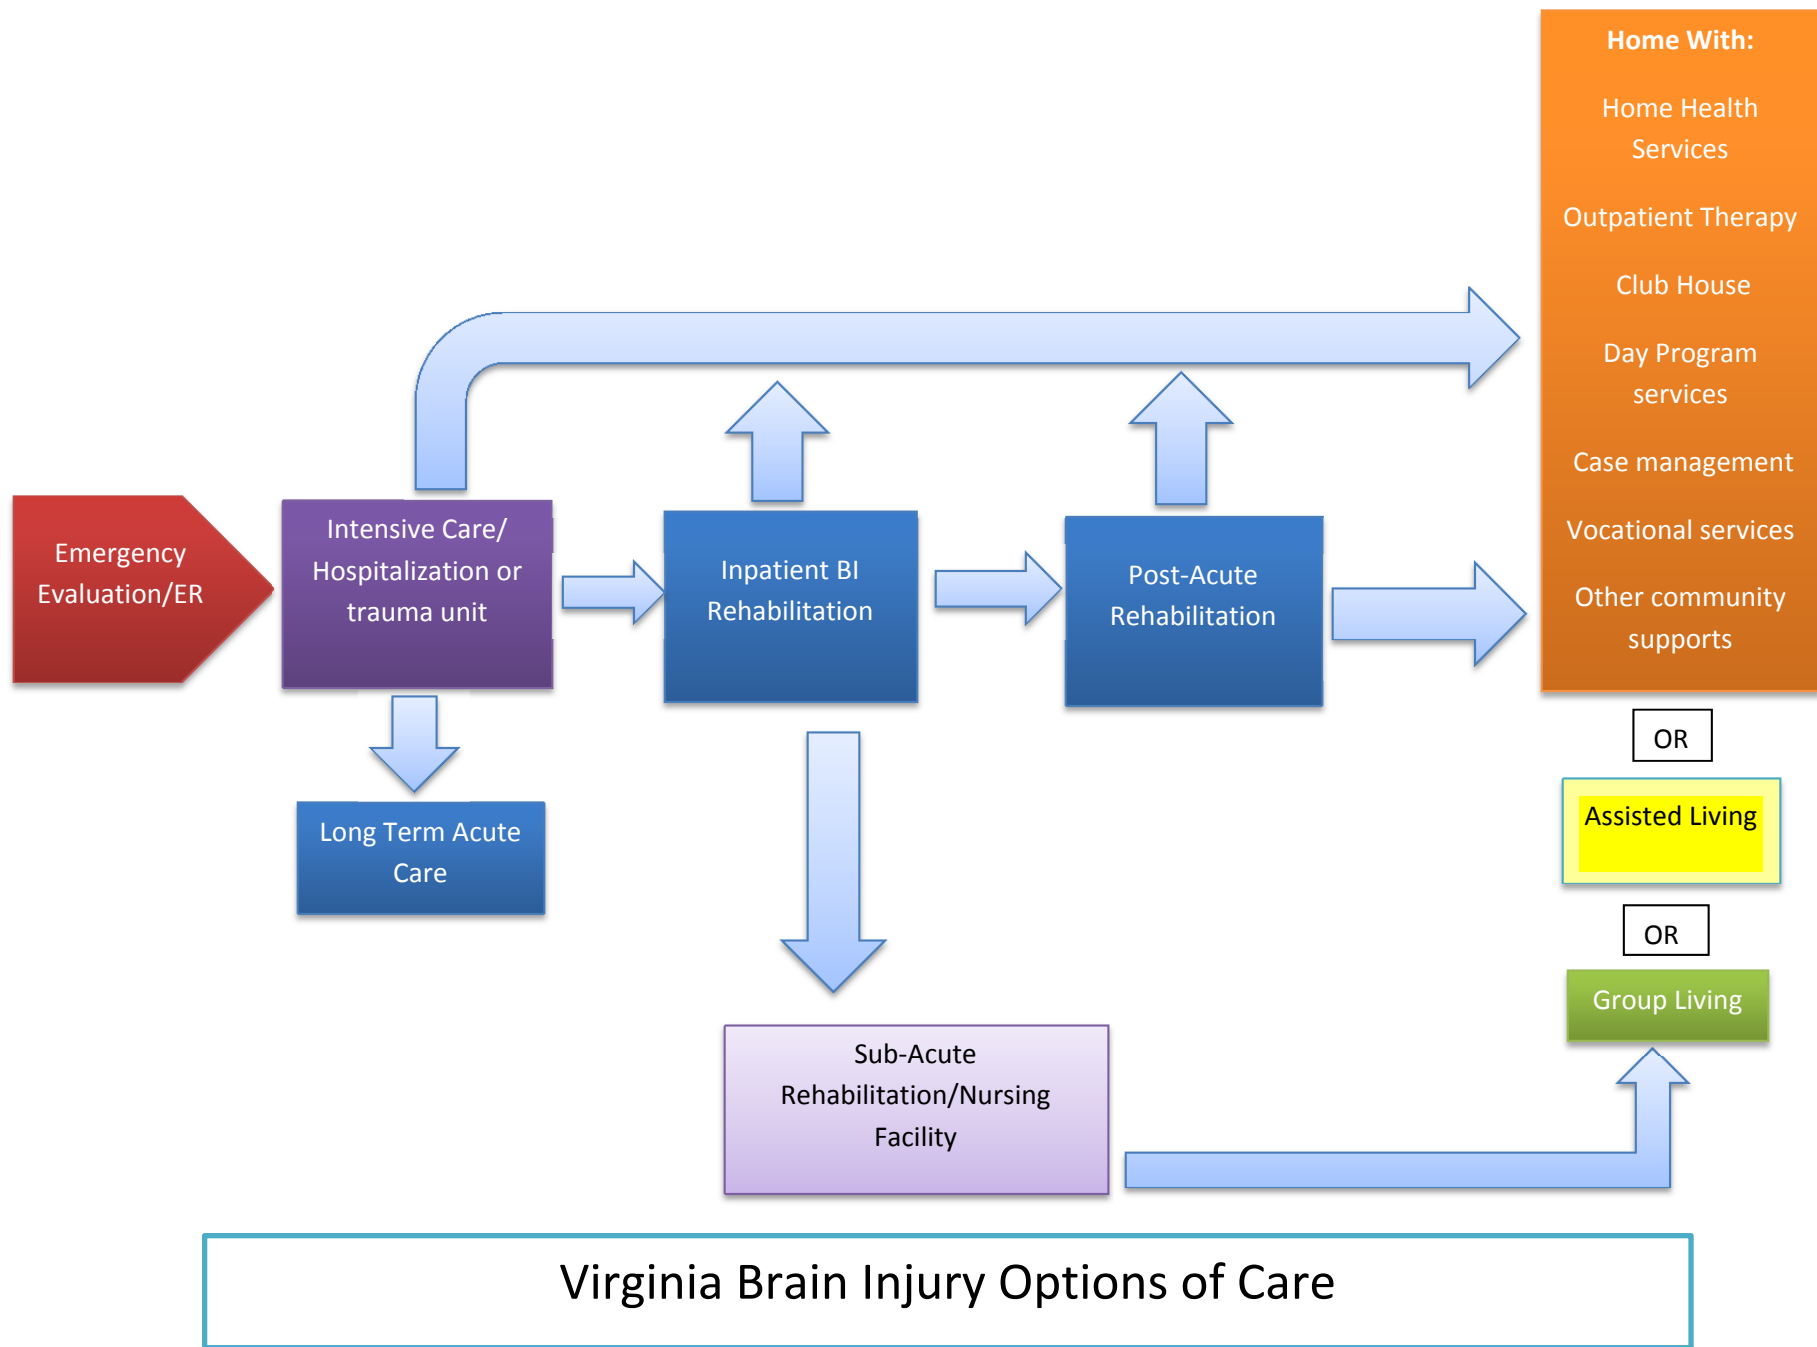 Emergency
Evaluation/ER
Intensive Care/
Hospitalization or
trauma unit
Long Term Acute
Care
Inpatient BI
Rehabilitation
Post-Acute
Rehabilitation
Sub-Acute
Rehabilitation/Nursing
Facility
Home With:
Home Health
Services
Outpatient Therapy
Club House
Day Program
services
Case management
Vocational services
Other community
supports
OR
Assisted Living
OR
Group Living
Virginia Brain Injury Options of Care